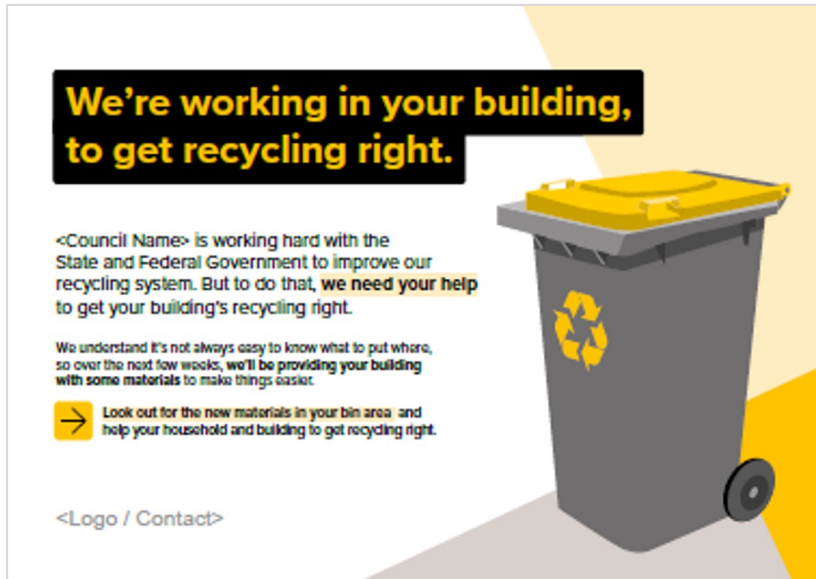 We're working in your building,
to get recycling right.
<Council Name> is working hard with the
State and Federal Government to improve our
recycling system. But to do that, we need your help
to get your building's recycling right.
We understand it's not always easy to know what to put where,
so over the next few weeks, we'll be providing your building
with some materials to make things easier.
Look out for the new materials in your bin area and
help your household and building to get recycling right.
<Logo / Contact>